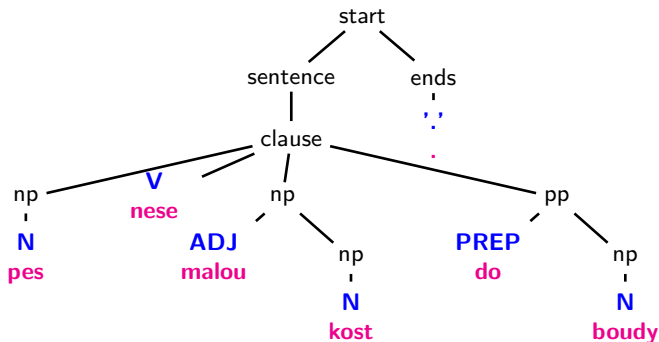 start
sentence ends
'.'
clause
.
np V np pp
nese
N ADJ np PREP np
pes malou do
N N
kost boudy